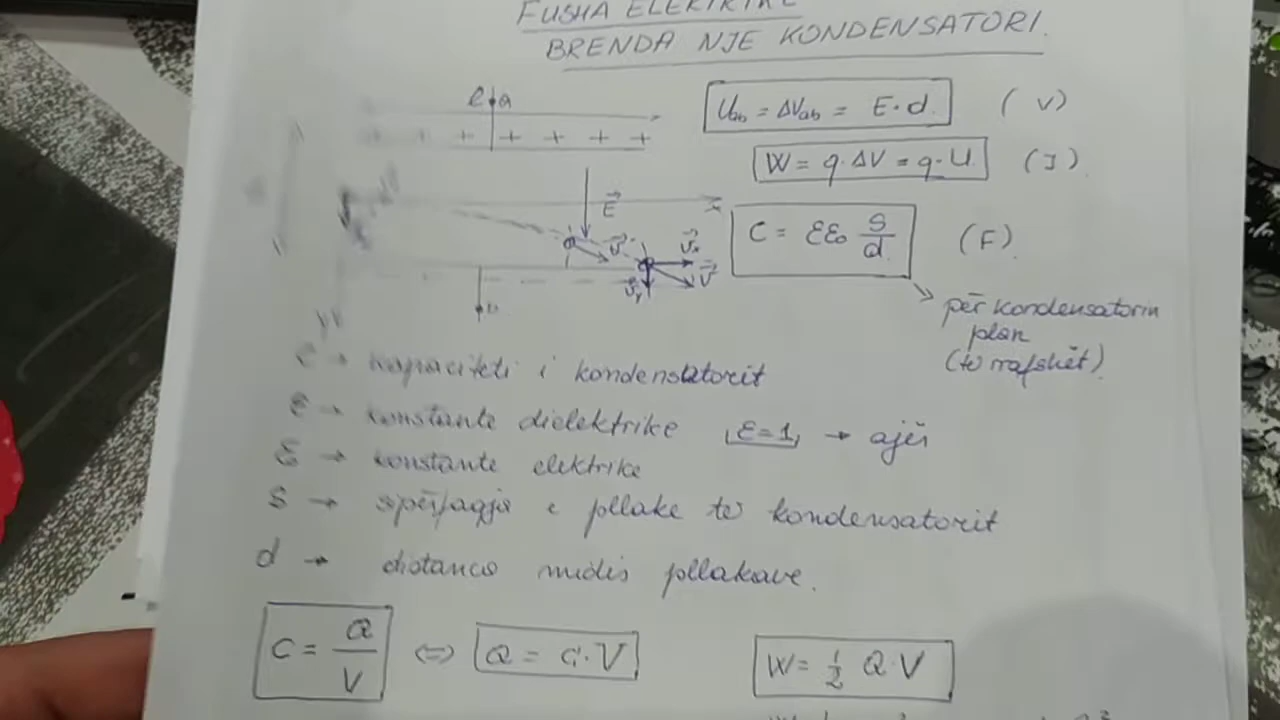 FUSHA ELEKTRIKE
BRENDA NJE KONDENSATORI.
a
+ + + + +
Uab = ΔVab = E·d (V)
W = q·ΔV = q·U (J)
C = εε₀ S/d (F)
E⃗
x
v⃗
v⃗ₓ
v⃗
v⃗ᵧ
b
për kondensatorin
plan
(të rrafshët)
C → kapaciteti i kondensatorit
ε → konstante dielektrike ε=1 → ajër
ε → konstante elektrike
S → sipërfaqja e pllakë të kondensatorit
d → distanca midis pllakave.
C = Q/V ⇔ Q = C·V W = 1/2 Q·V